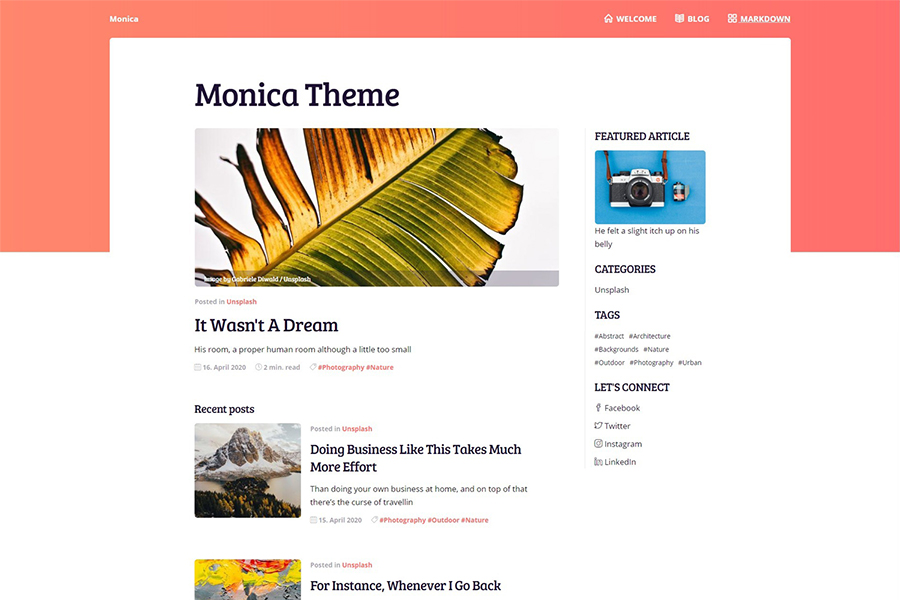 Monica
WELCOME
BLOG
MARKDOWN
Monica Theme
Image by Gabriele Diwald / Unsplash
Posted in Unsplash
It Wasn't A Dream
His room, a proper human room although a little too small
16. April 2020 2 min. read #Photography #Nature
Recent posts
Posted in Unsplash
Doing Business Like This Takes Much
More Effort
Than doing your own business at home, and on top of that
there's the curse of travellin
15. April 2020 #Photography #Outdoor #Nature
Posted in Unsplash
For Instance, Whenever I Go Back
FEATURED ARTICLE
He felt a slight itch up on his
belly
CATEGORIES
Unsplash
TAGS
#Abstract #Architecture
#Backgrounds #Nature
#Outdoor #Photography #Urban
LET'S CONNECT
Facebook
Twitter
Instagram
LinkedIn